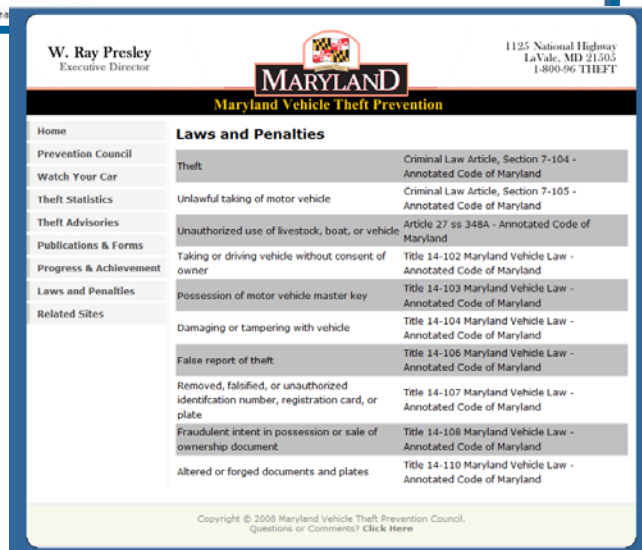 W. Ray Presley
Executive Director
MARYLAND
1125 National Highway
LaVale, MD 21505
1-800-96 THEFT
Maryland Vehicle Theft Prevention
Home
Prevention Council
Watch Your Car
Theft Statistics
Theft Advisories
Publications & Forms
Progress & Achievement
Laws and Penalties
Related Sites
Laws and Penalties
Theft
Criminal Law Article, Section 7-104 -
Annotated Code of Maryland
Unlawful taking of motor vehicle
Criminal Law Article, Section 7-105 -
Annotated Code of Maryland
Unauthorized use of livestock, boat, or vehicle
Article 27 ss 348A - Annotated Code of
Maryland
Taking or driving vehicle without consent of
owner
Title 14-102 Maryland Vehicle Law -
Annotated Code of Maryland
Possession of motor vehicle master key
Title 14-103 Maryland Vehicle Law -
Annotated Code of Maryland
Damaging or tampering with vehicle
Title 14-104 Maryland Vehicle Law -
Annotated Code of Maryland
False report of theft
Title 14-106 Maryland Vehicle Law -
Annotated Code of Maryland
Removed, falsified, or unauthorized
identifcation number, registration card, or
plate
Title 14-107 Maryland Vehicle Law -
Annotated Code of Maryland
Fraudulent intent in possession or sale of
ownership document
Title 14-108 Maryland Vehicle Law -
Annotated Code of Maryland
Altered or forged documents and plates
Title 14-110 Maryland Vehicle Law -
Annotated Code of Maryland
Copyright © 2008 Maryland Vehicle Theft Prevention Council.
Questions or Comments? Click Here